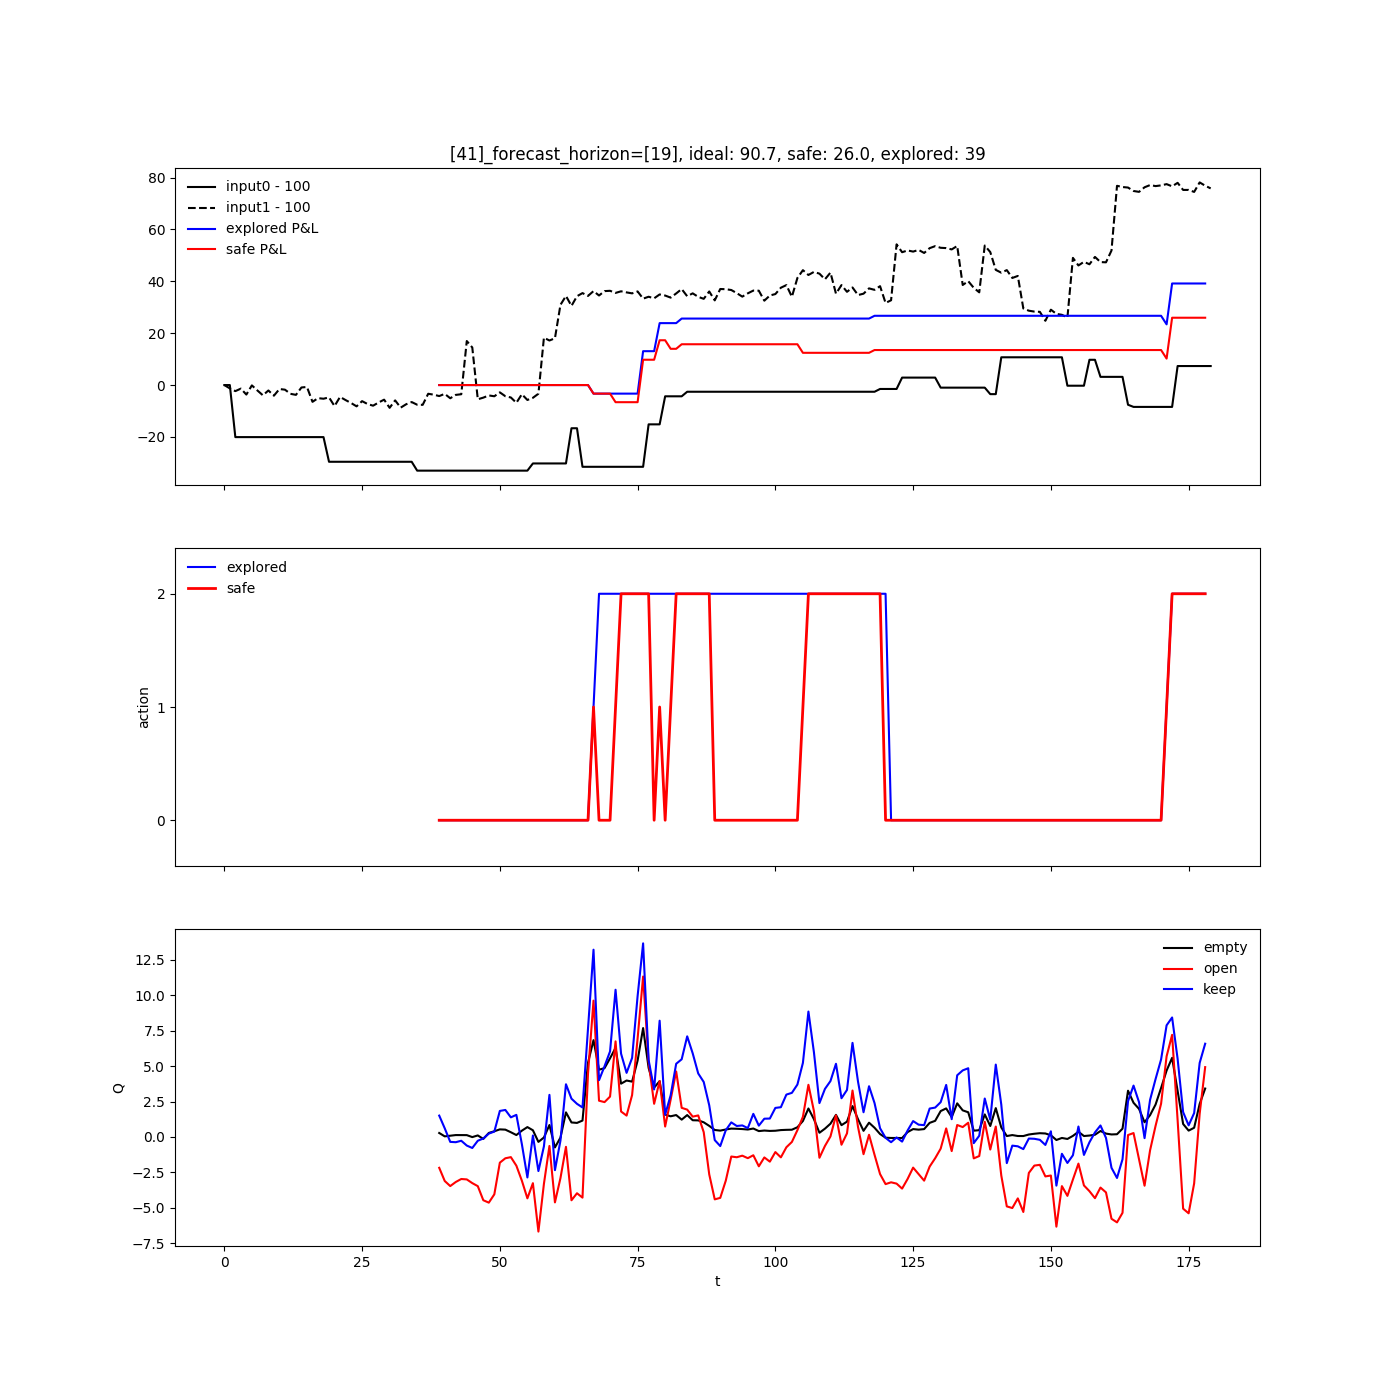 [41]_forecast_horizon=[19], ideal: 90.7, safe: 26.0, explored: 39
80
60
40
20
0
−20
input0 - 100
input1 - 100
explored P&L
safe P&L
2
1
0
action
explored
safe
12.5
10.0
7.5
5.0
2.5
0.0
−2.5
−5.0
−7.5
Q
empty
open
keep
0 25 50 75 100 125 150 175
t